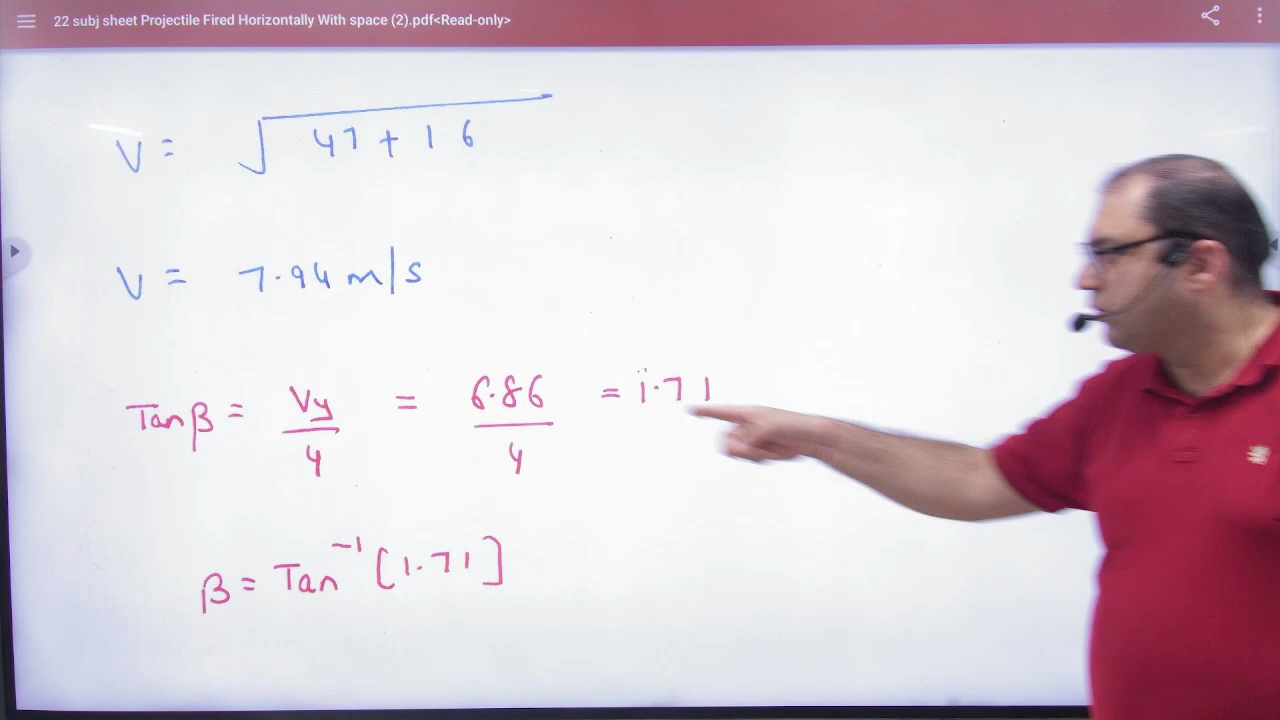 22 subj sheet Projectile Fired Horizontally With space (2).pdf<Read-only>
V = √47+16
V = 7.94 m/s
Tanβ = Vy/4 = 6.86/4 = 1.71
β = Tan⁻¹ [1.71]